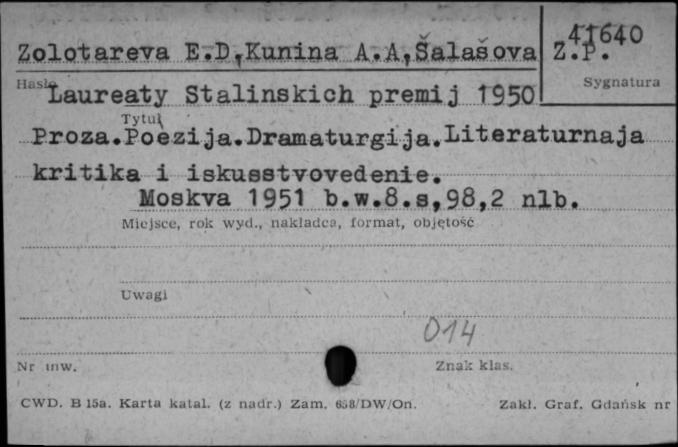 41640
Zolotareva E.D,Kunina A.A,Šalašova Z.P.
Hasło Sygnatura
Laureaty Stalinskich premij 1950
Tytuł
Proza.Poezija.Dramaturgija.Literaturnaja
kritika i iskusstvovedenie.
Moskva 1951 b.w.8.s,98,2 nlb.
Miejsce, rok wyd., nakładca, format, objętość
Uwagi
014
Nr inw. Znak klas.
CWD. B 15a. Karta katal. (z nadr.) Zam. 658/DW/On. Zakł. Graf. Gdańsk nr